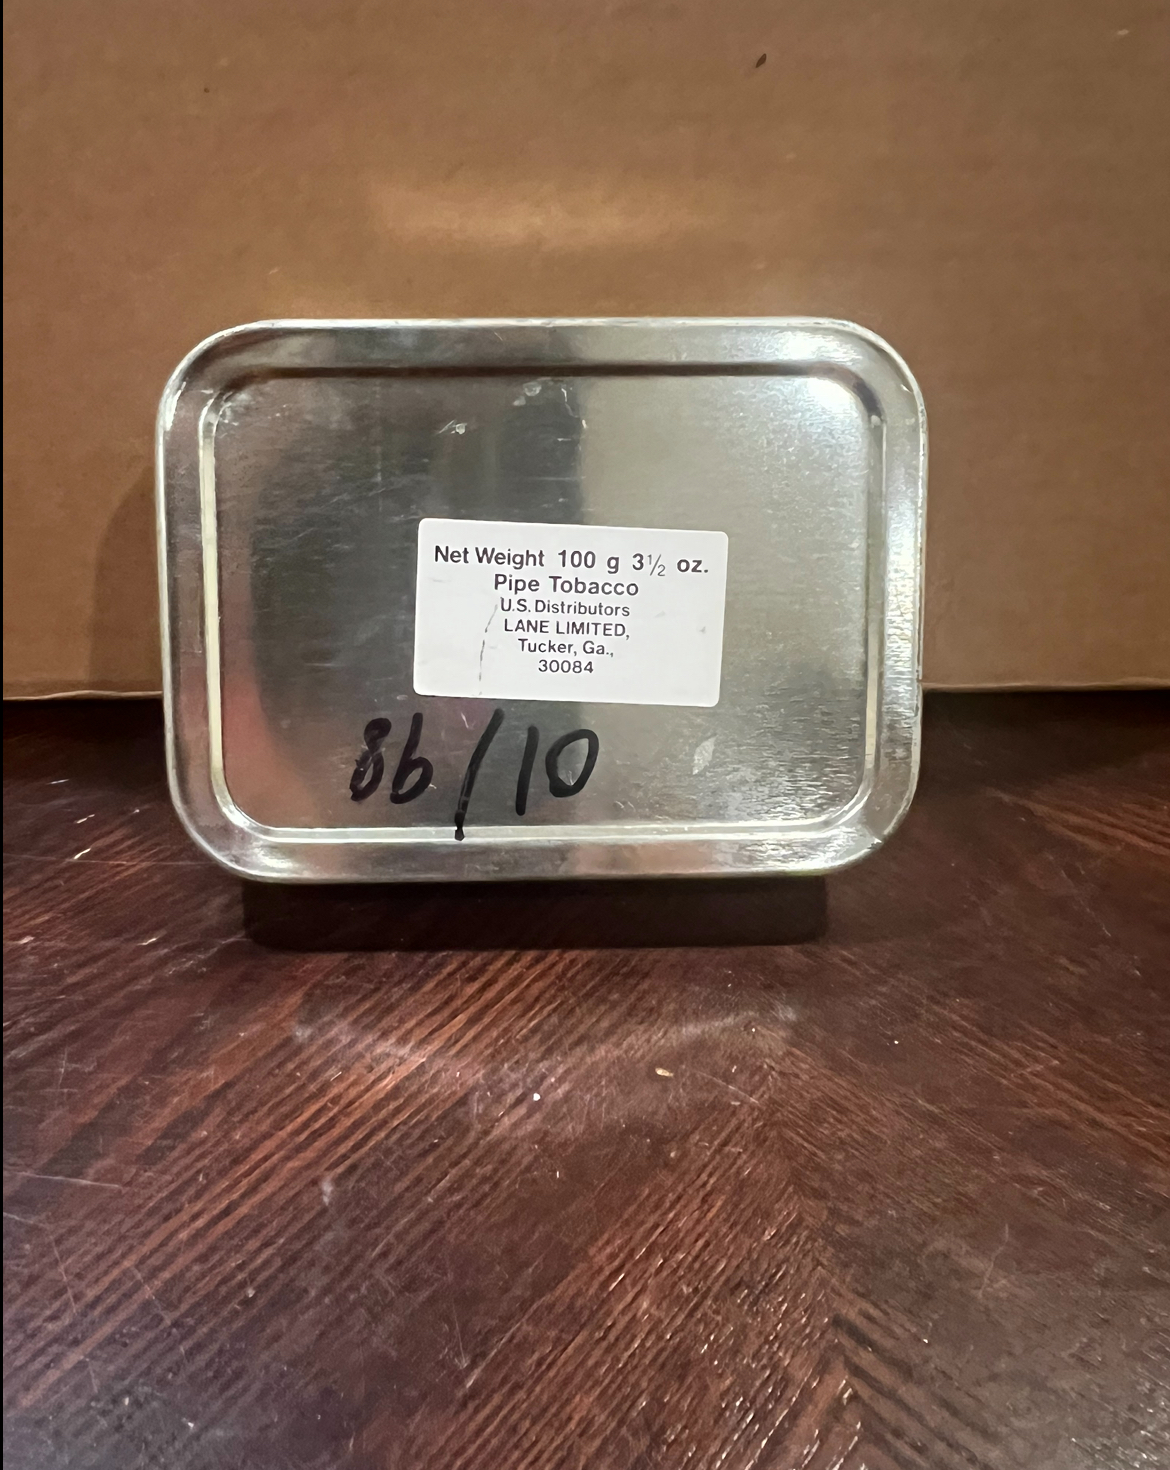 Net Weight 100 g 3½ oz.
Pipe Tobacco
U.S. Distributors
LANE LIMITED,
Tucker, Ga.,
30084
86/10